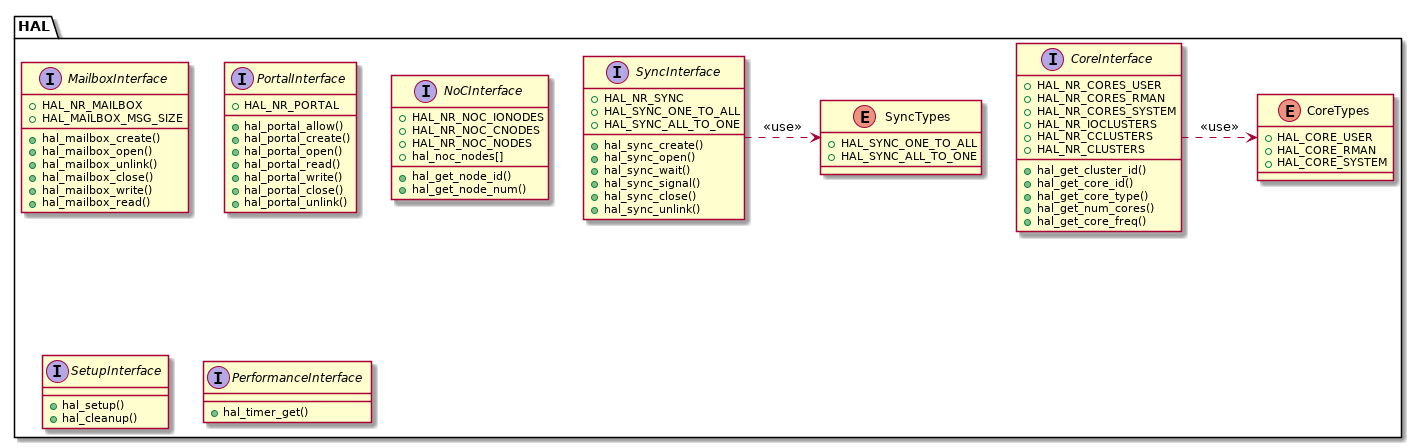 HAL
I MailboxInterface
HAL_NR_MAILBOX
HAL_MAILBOX_MSG_SIZE
hal_mailbox_create()
hal_mailbox_open()
hal_mailbox_unlink()
hal_mailbox_close()
hal_mailbox_write()
hal_mailbox_read()
I PortalInterface
HAL_NR_PORTAL
hal_portal_allow()
hal_portal_create()
hal_portal_open()
hal_portal_read()
hal_portal_write()
hal_portal_close()
hal_portal_unlink()
I NoCInterface
HAL_NR_NOC_IONODES
HAL_NR_NOC_CNODES
HAL_NR_NOC_NODES
hal_noc_nodes[]
hal_get_node_id()
hal_get_node_num()
I SyncInterface
HAL_NR_SYNC
HAL_SYNC_ONE_TO_ALL
HAL_SYNC_ALL_TO_ONE
hal_sync_create()
hal_sync_open()
hal_sync_wait()
hal_sync_signal()
hal_sync_close()
hal_sync_unlink()
«use»
E SyncTypes
HAL_SYNC_ONE_TO_ALL
HAL_SYNC_ALL_TO_ONE
I CoreInterface
HAL_NR_CORES_USER
HAL_NR_CORES_RMAN
HAL_NR_CORES_SYSTEM
HAL_NR_IOCLUSTERS
HAL_NR_CCLUSTERS
HAL_NR_CLUSTERS
hal_get_cluster_id()
hal_get_core_id()
hal_get_core_type()
hal_get_num_cores()
hal_get_core_freq()
«use»
E CoreTypes
HAL_CORE_USER
HAL_CORE_RMAN
HAL_CORE_SYSTEM
I SetupInterface
hal_setup()
hal_cleanup()
I PerformanceInterface
hal_timer_get()